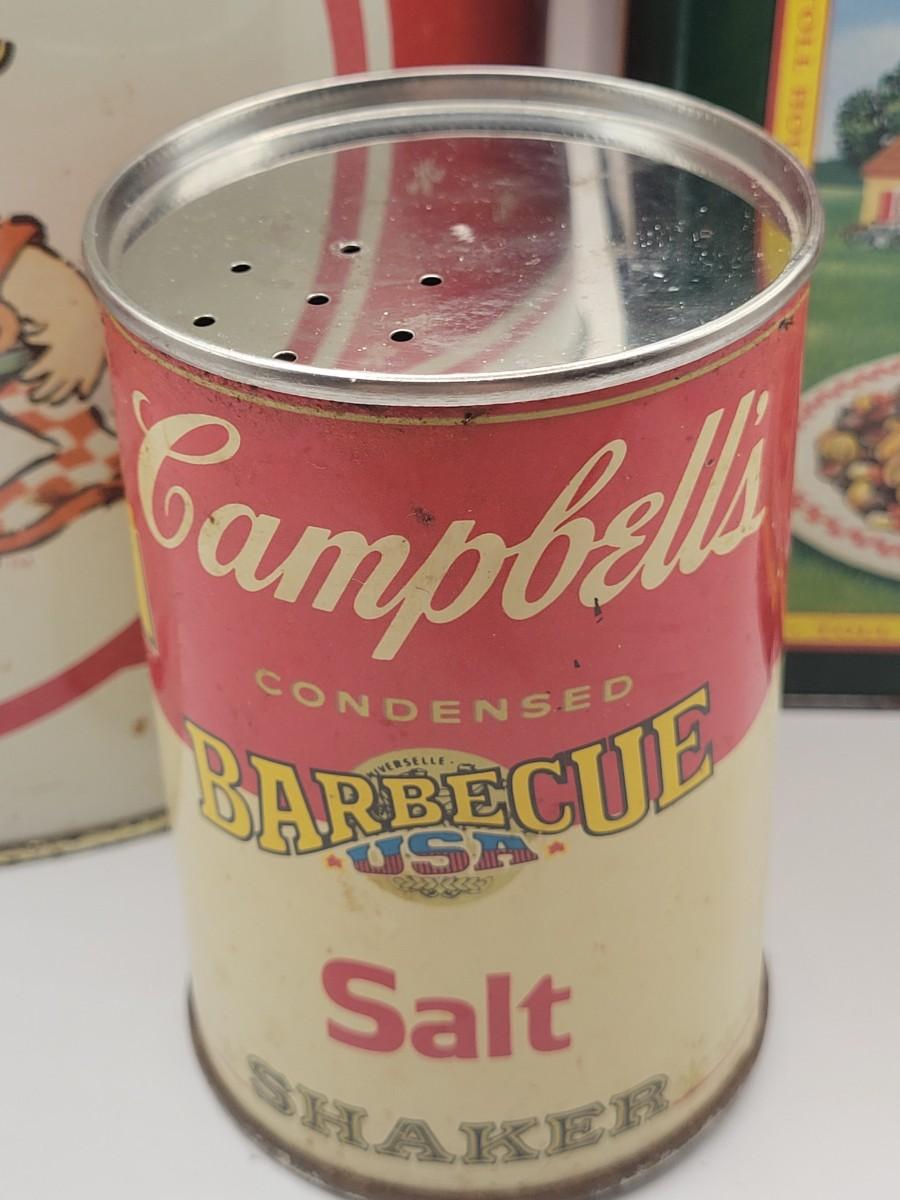 Campbell's
CONDENSED
BARBECUE
USA
Salt
SHAKER